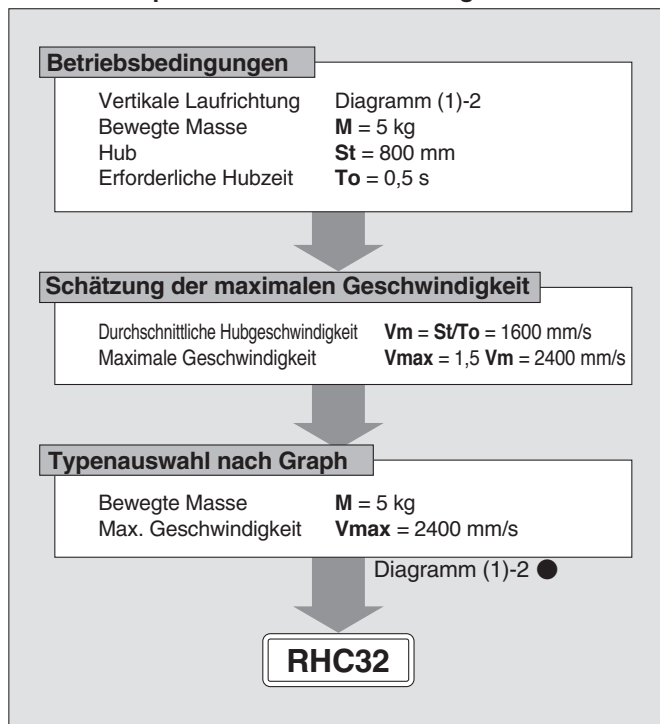 Betriebsbedingungen
Vertikale Laufrichtung Diagramm (1)-2
Bewegte Masse M = 5 kg
Hub St = 800 mm
Erforderliche Hubzeit To = 0,5 s
Schätzung der maximalen Geschwindigkeit
Durchschnittliche Hubgeschwindigkeit Vm = St/To = 1600 mm/s
Maximale Geschwindigkeit Vmax = 1,5 Vm = 2400 mm/s
Typenauswahl nach Graph
Bewegte Masse M = 5 kg
Max. Geschwindigkeit Vmax = 2400 mm/s
Diagramm (1)-2 ●
RHC32